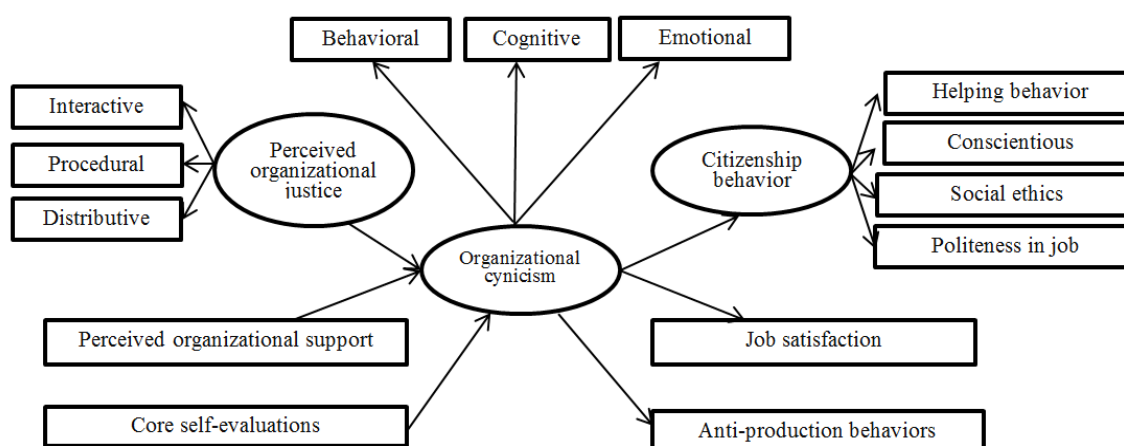 Behavioral
Cognitive
Emotional
Interactive
Procedural
Distributive
Perceived
organizational
justice
Citizenship
behavior
Helping behavior
Conscientious
Social ethics
Politeness in job
Organizational
cynicism
Perceived organizational support
Job satisfaction
Core self-evaluations
Anti-production behaviors